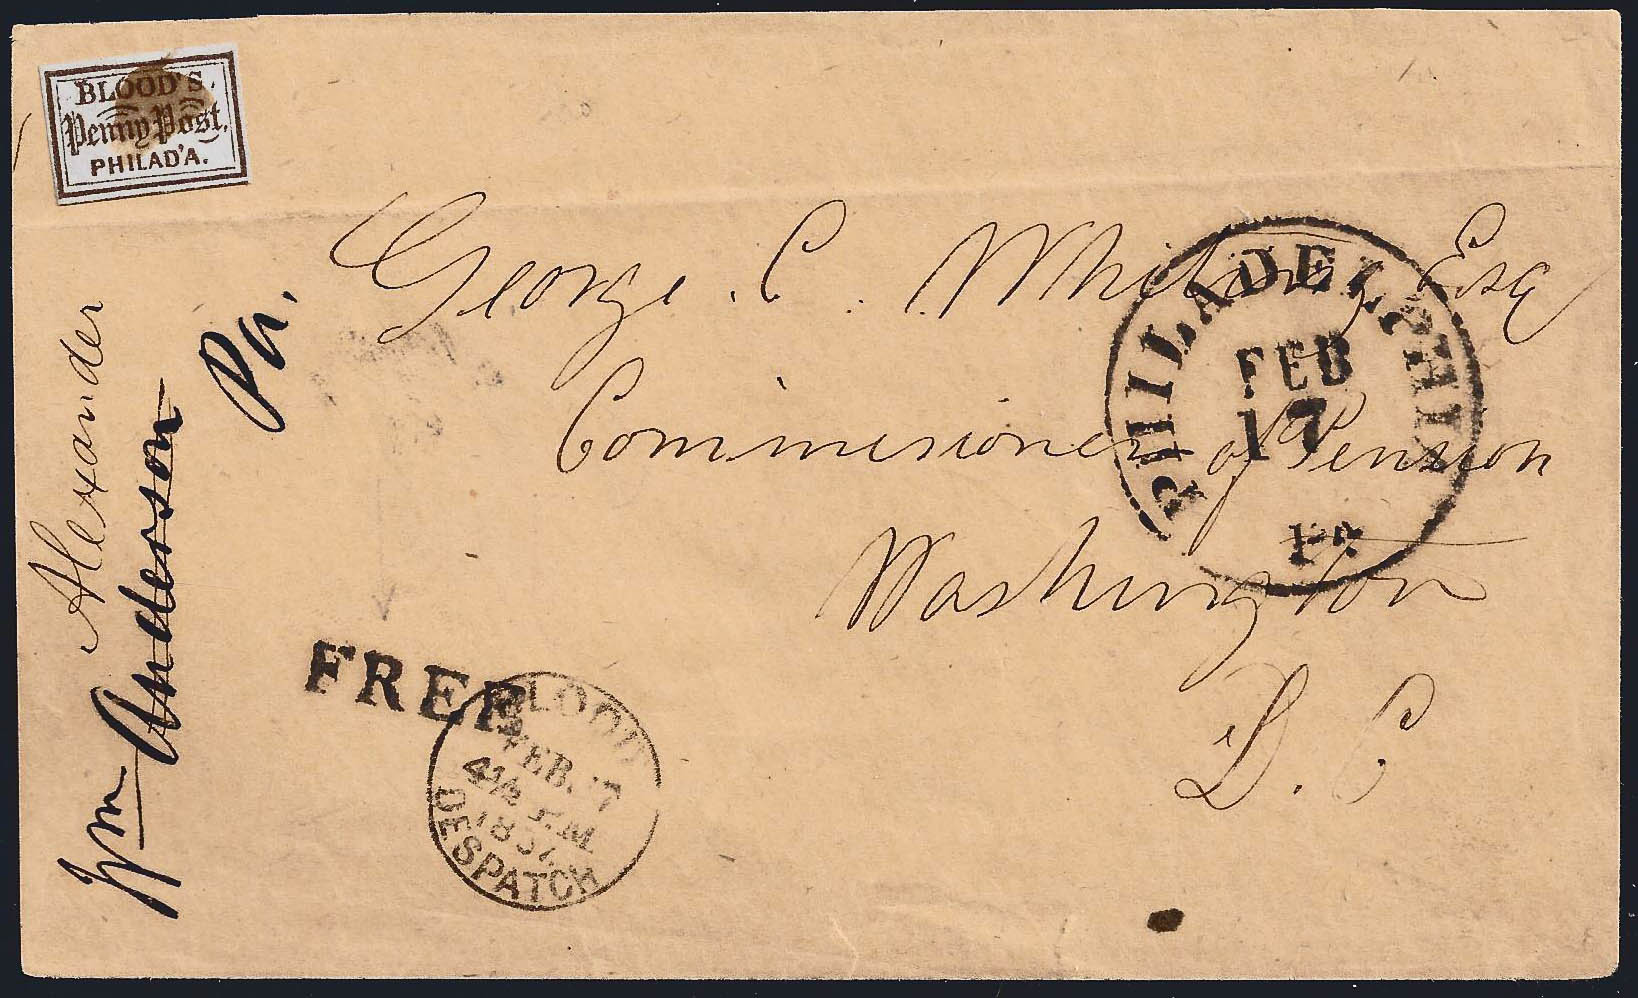 BLOOD'S
Penny Post.
PHILAD'A.
George. C. Whiting Esq
Commisioner of Pension
Washington
D. C.
PHILADELPHIA
FEB
17
Pa
FREE
BLOOD'S
FEB. 17
4½ P.M
1857
DESPATCH
Alexander
Wm Anderson
Pa.